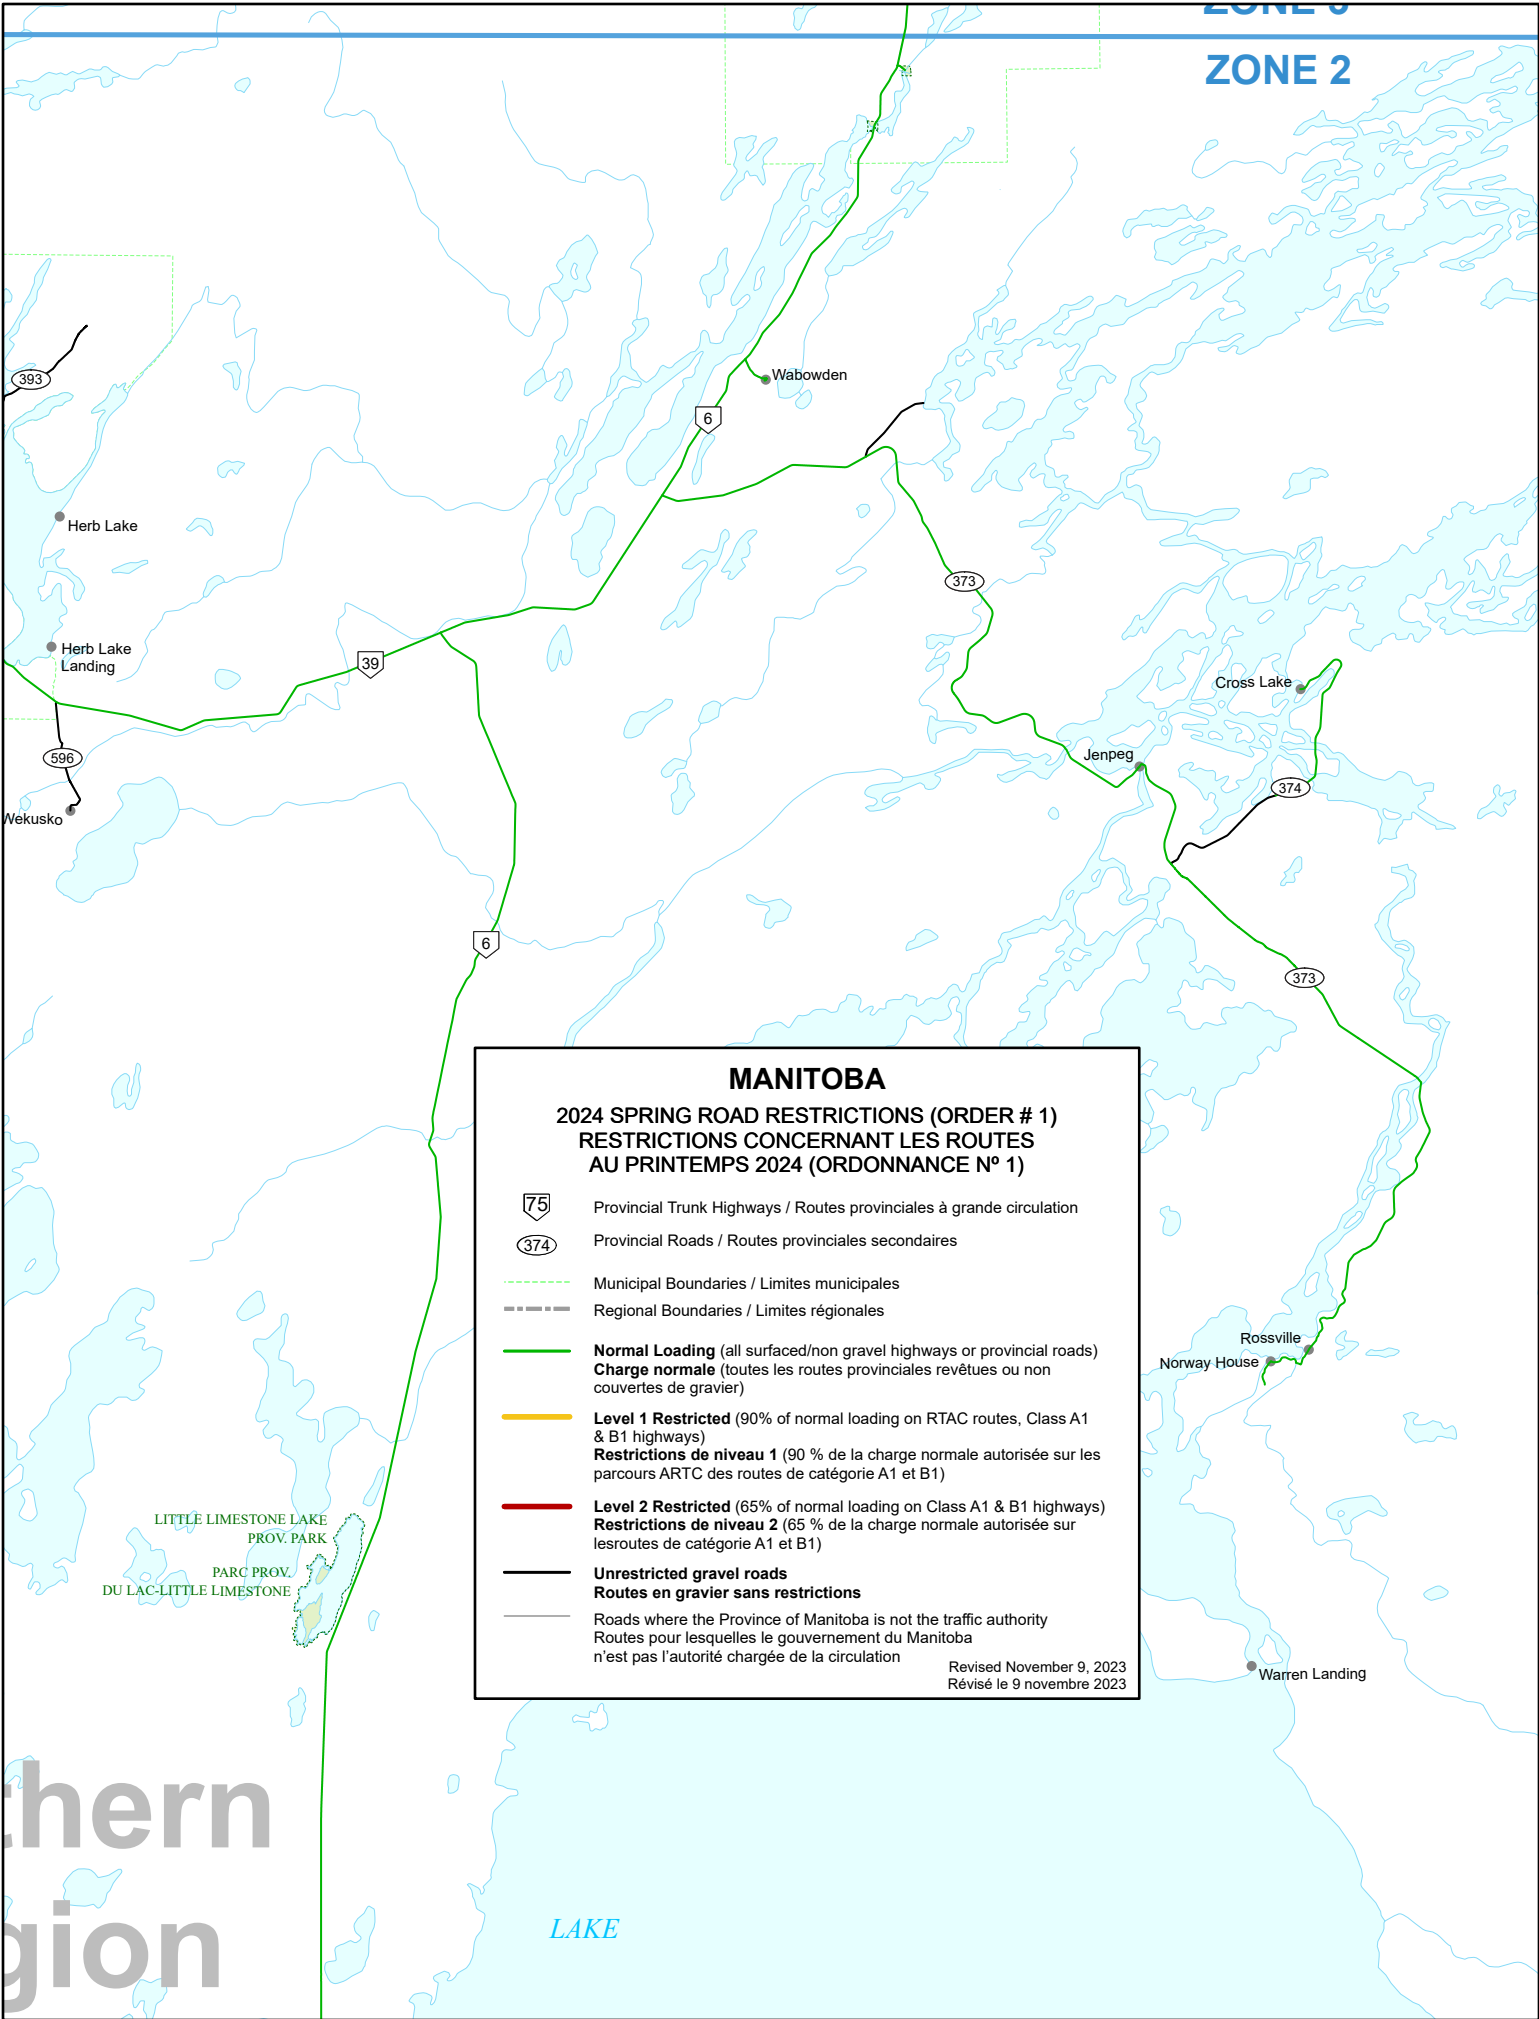 ZONE 2
393
Wabowden
6
Herb Lake
373
Herb Lake
Landing
39
Cross Lake
596
Jenpeg
374
Wekusko
6
373
MANITOBA
2024 SPRING ROAD RESTRICTIONS (ORDER # 1)
RESTRICTIONS CONCERNANT LES ROUTES
AU PRINTEMPS 2024 (ORDONNANCE Nº 1)
75 Provincial Trunk Highways / Routes provinciales à grande circulation
374 Provincial Roads / Routes provinciales secondaires
Municipal Boundaries / Limites municipales
Regional Boundaries / Limites régionales
Normal Loading (all surfaced/non gravel highways or provincial roads)
Charge normale (toutes les routes provinciales revêtues ou non
couvertes de gravier)
Level 1 Restricted (90% of normal loading on RTAC routes, Class A1
& B1 highways)
Restrictions de niveau 1 (90 % de la charge normale autorisée sur les
parcours ARTC des routes de catégorie A1 et B1)
Level 2 Restricted (65% of normal loading on Class A1 & B1 highways)
Restrictions de niveau 2 (65 % de la charge normale autorisée sur
lesroutes de catégorie A1 et B1)
Unrestricted gravel roads
Routes en gravier sans restrictions
Roads where the Province of Manitoba is not the traffic authority
Routes pour lesquelles le gouvernement du Manitoba
n’est pas l’autorité chargée de la circulation
Revised November 9, 2023
Révisé le 9 novembre 2023
Rossville
Norway House
LITTLE LIMESTONE LAKE
PROV. PARK
PARC PROV.
DU LAC-LITTLE LIMESTONE
Warren Landing
thern
gion
LAKE